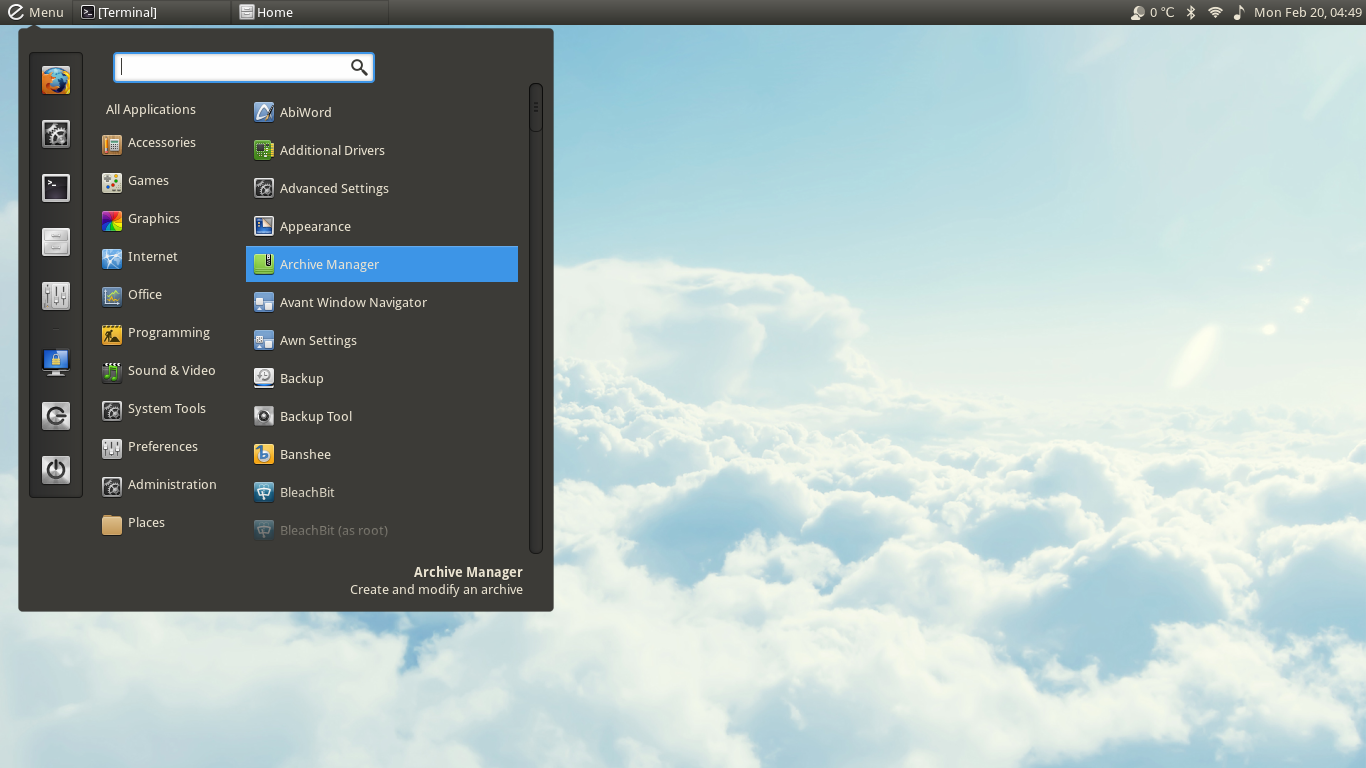 Menu [Terminal] Home 0 °C Mon Feb 20, 04:49
All Applications
Accessories
Games
Graphics
Internet
Office
Programming
Sound & Video
System Tools
Preferences
Administration
Places
AbiWord
Additional Drivers
Advanced Settings
Appearance
Archive Manager
Avant Window Navigator
Awn Settings
Backup
Backup Tool
Banshee
BleachBit
BleachBit (as root)
Archive Manager
Create and modify an archive